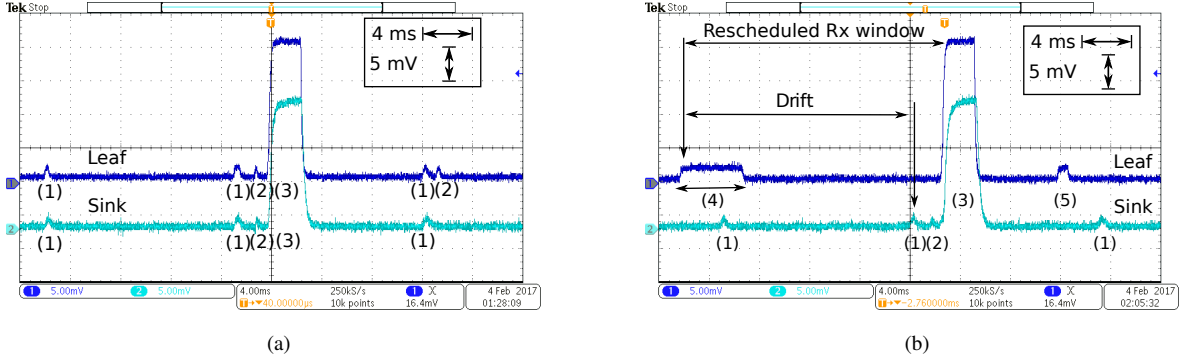 Tek Stop
T
T
4 ms
5 mV
Leaf
(1) (1)(2)(3) (1)(2)
Sink
(1) (1)(2)(3) (1)
1
2
1 5.00mV 2 5.00mV
4.00ms 250kS/s 1 X
T→▼40.00000µs 10k points 16.4mV
4 Feb 2017
01:28:09
(a)
Tek Stop
T
T
Rescheduled Rx window
4 ms
5 mV
Drift
Leaf
(4) (3) (5)
Sink
(1) (1)(2) (1)
1
2
1 5.00mV 2 5.00mV
4.00ms 250kS/s 1 X
T→▼−2.760000ms 10k points 16.4mV
4 Feb 2017
02:05:32
(b)